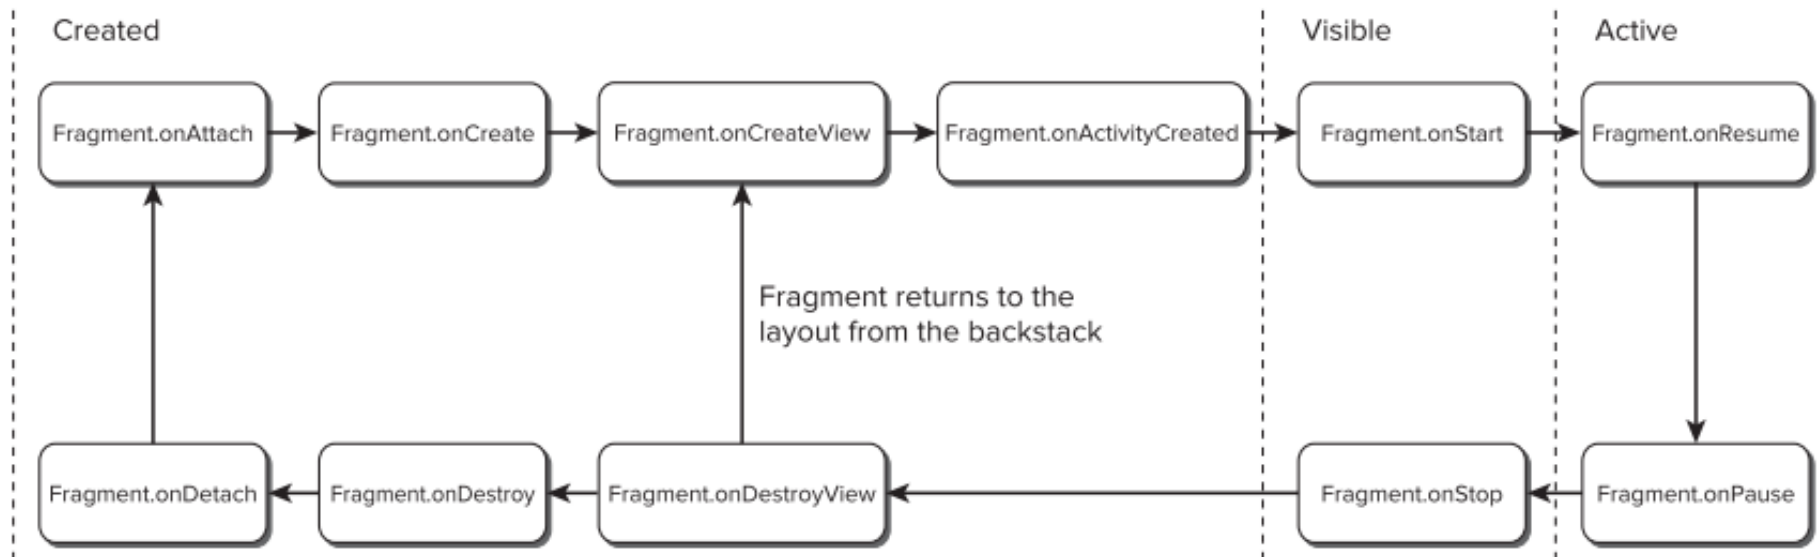 Created
Visible
Active
Fragment.onAttach
Fragment.onCreate
Fragment.onCreateView
Fragment.onActivityCreated
Fragment.onStart
Fragment.onResume
Fragment returns to the
layout from the backstack
Fragment.onDetach
Fragment.onDestroy
Fragment.onDestroyView
Fragment.onStop
Fragment.onPause